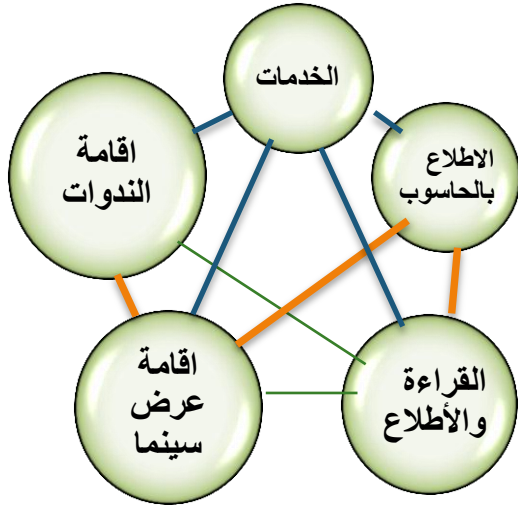 الخدمات
الاطلاع
بالحاسوب
اقامة
الندوات
القراءة
والأطلاع
اقامة
عرض
سينما